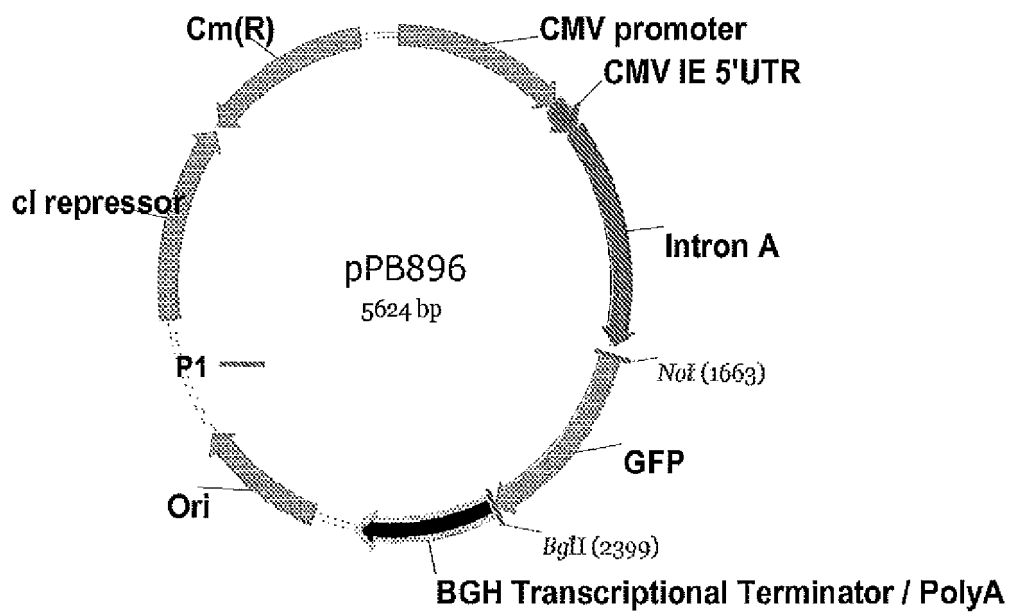 Cm(R)
CMV promoter
CMV IE 5'UTR
cI repressor
Intron A
pPB896
5624 bp
P1
NotI (1663)
GFP
Ori
BglII (2399)
BGH Transcriptional Terminator / PolyA